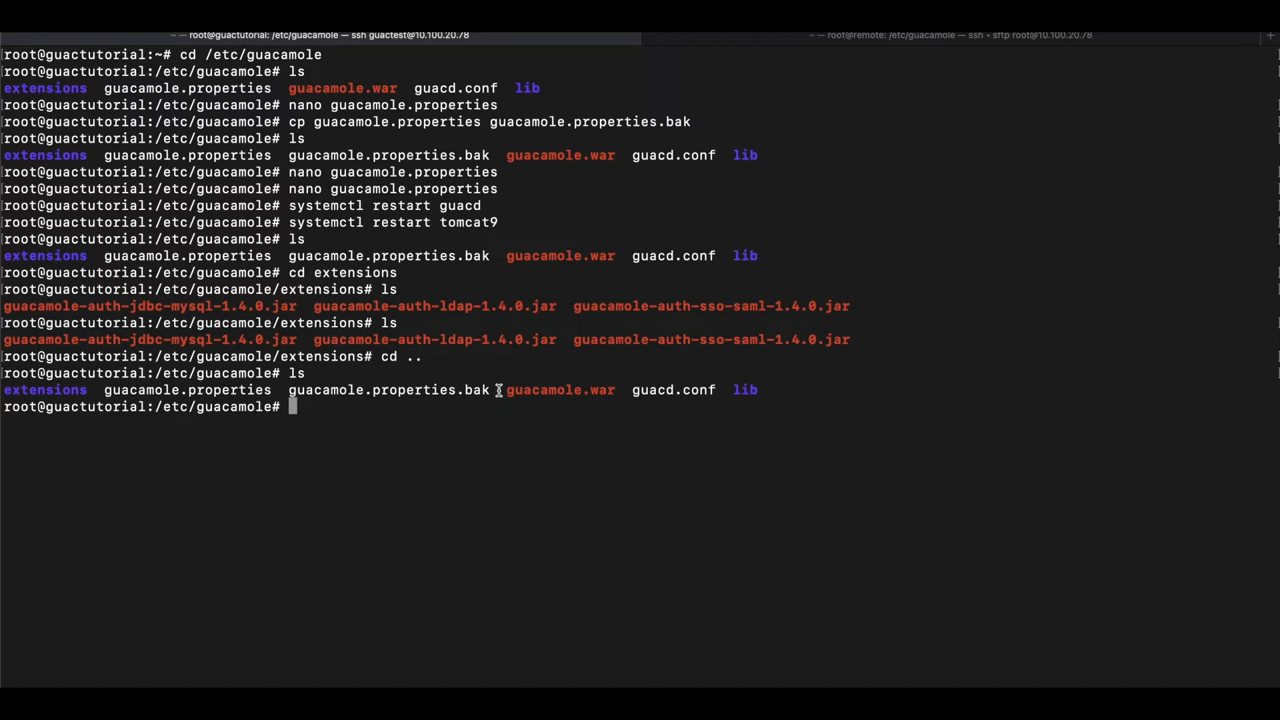 ~ — root@guactutorial: /etc/guacamole — ssh guactest@10.100.20.78
~ — root@remote: /etc/guacamole — ssh • sftp root@10.100.20.78
+
[root@guactutorial:~# cd /etc/guacamole
[root@guactutorial:/etc/guacamole# ls
extensions guacamole.properties guacamole.war guacd.conf lib
[root@guactutorial:/etc/guacamole# nano guacamole.properties
[root@guactutorial:/etc/guacamole# cp guacamole.properties guacamole.properties.bak
[root@guactutorial:/etc/guacamole# ls
extensions guacamole.properties guacamole.properties.bak guacamole.war guacd.conf lib
[root@guactutorial:/etc/guacamole# nano guacamole.properties
[root@guactutorial:/etc/guacamole# nano guacamole.properties
[root@guactutorial:/etc/guacamole# systemctl restart guacd
[root@guactutorial:/etc/guacamole# systemctl restart tomcat9
[root@guactutorial:/etc/guacamole# ls
extensions guacamole.properties guacamole.properties.bak guacamole.war guacd.conf lib
[root@guactutorial:/etc/guacamole# cd extensions
[root@guactutorial:/etc/guacamole/extensions# ls
guacamole-auth-jdbc-mysql-1.4.0.jar guacamole-auth-ldap-1.4.0.jar guacamole-auth-sso-saml-1.4.0.jar
[root@guactutorial:/etc/guacamole/extensions# ls
guacamole-auth-jdbc-mysql-1.4.0.jar guacamole-auth-ldap-1.4.0.jar guacamole-auth-sso-saml-1.4.0.jar
[root@guactutorial:/etc/guacamole/extensions# cd ..
[root@guactutorial:/etc/guacamole# ls
extensions guacamole.properties guacamole.properties.bak guacamole.war guacd.conf lib
root@guactutorial:/etc/guacamole#